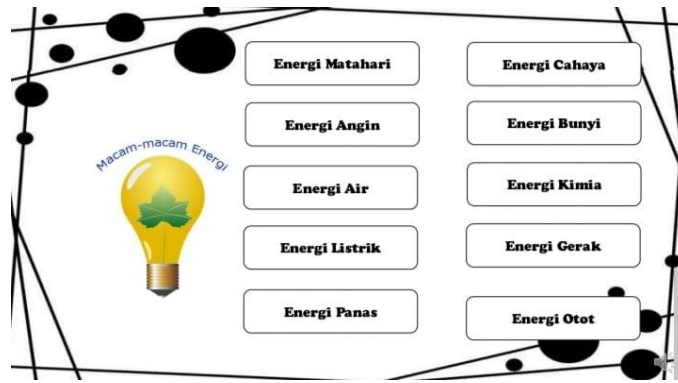 Macam-macam Energi
Energi Matahari
Energi Angin
Energi Air
Energi Listrik
Energi Panas
Energi Cahaya
Energi Bunyi
Energi Kimia
Energi Gerak
Energi Otot